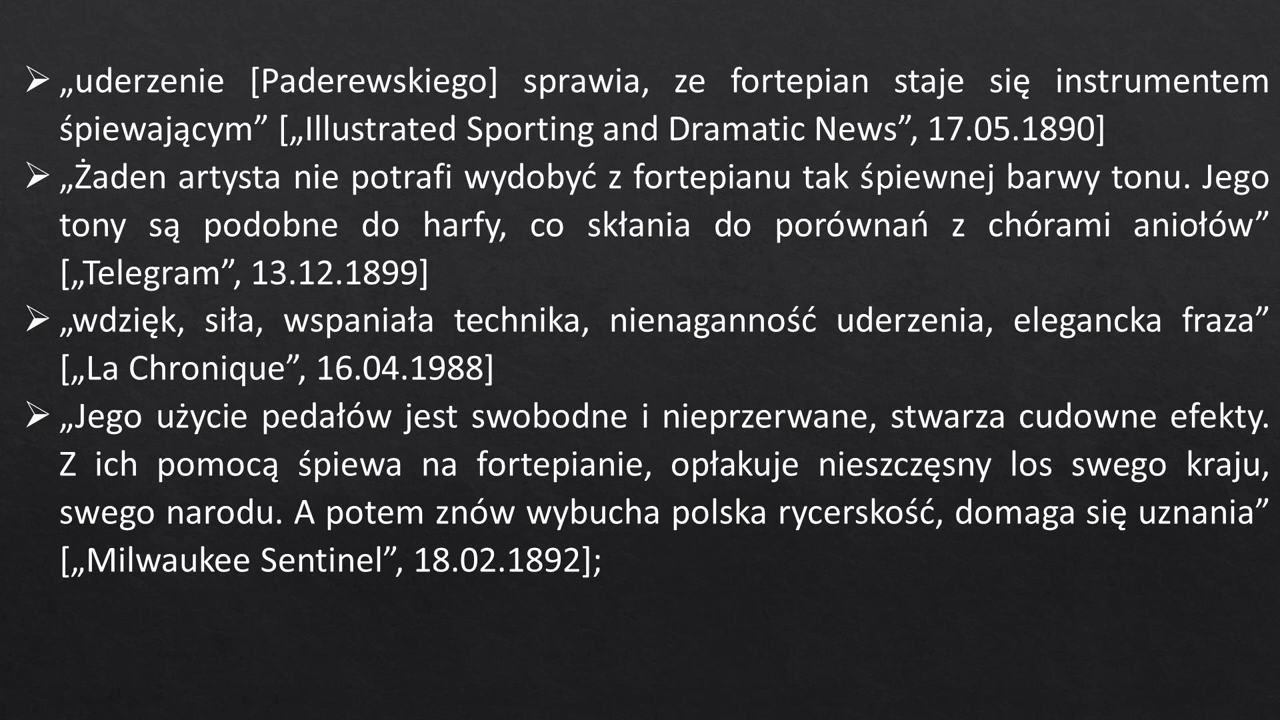 „uderzenie [Paderewskiego] sprawia, ze fortepian staje się instrumentem
śpiewającym” [„Illustrated Sporting and Dramatic News”, 17.05.1890]
„Żaden artysta nie potrafi wydobyć z fortepianu tak śpiewnej barwy tonu. Jego
tony są podobne do harfy, co skłania do porównań z chórami aniołów”
[„Telegram”, 13.12.1899]
„wdzięk, siła, wspaniała technika, nienaganność uderzenia, elegancka fraza”
[„La Chronique”, 16.04.1988]
„Jego użycie pedałów jest swobodne i nieprzerwane, stwarza cudowne efekty.
Z ich pomocą śpiewa na fortepianie, opłakuje nieszczęsny los swego kraju,
swego narodu. A potem znów wybucha polska rycerskość, domaga się uznania”
[„Milwaukee Sentinel”, 18.02.1892];